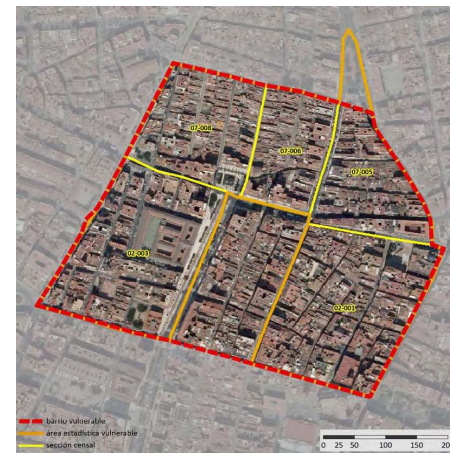 07-008
07-006
07-005
02-003
02-001
barrio vulnerable
área estadística vulnerable
sección censal
0 25 50 100 150 20